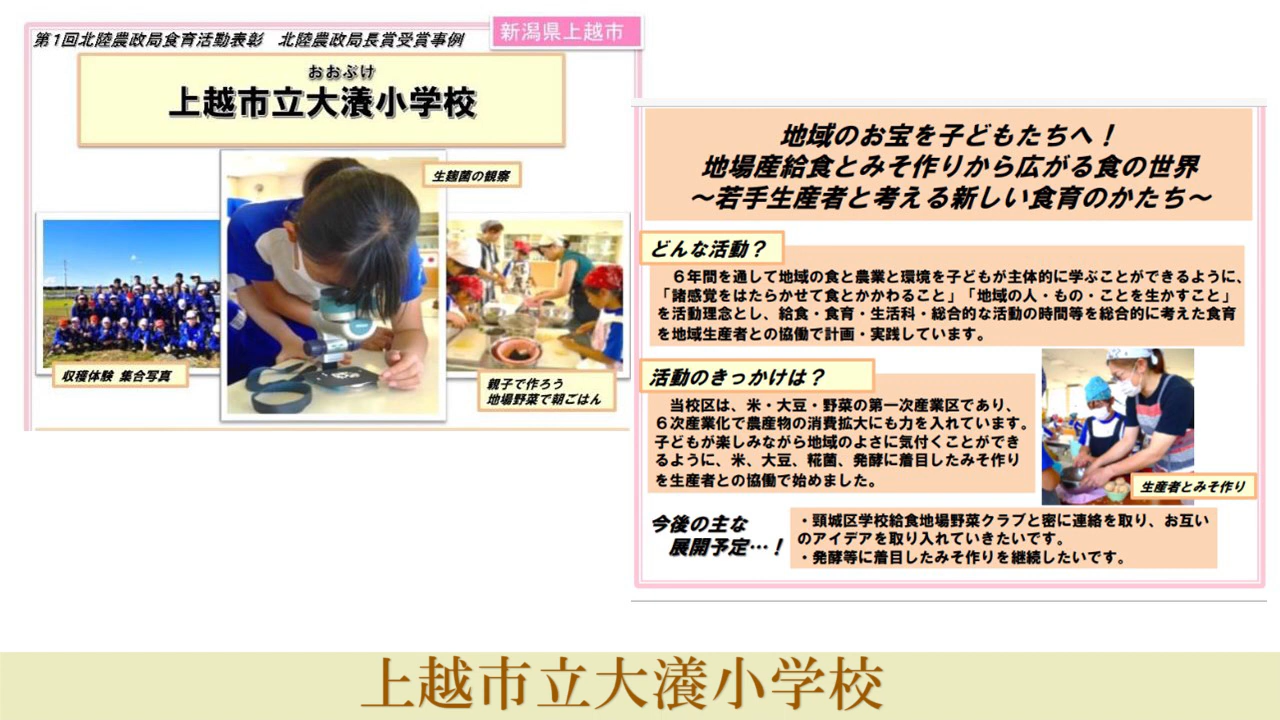 新潟県上越市
第1回北陸農政局食育活動表彰 北陸農政局長賞受賞事例
おおぶけ
上越市立大瀁小学校
生麹菌の観察
収穫体験 集合写真
親子で作ろう
地場野菜で朝ごはん
地域のお宝を子どもたちへ！
地場産給食とみそ作りから広がる食の世界
～若手生産者と考える新しい食育のかたち～
どんな活動？
６年間を通して地域の食と農業と環境を子どもが主体的に学ぶことができるように、
「諸感覚をはたらかせて食とかかわること」「地域の人・もの・ことを生かすこと」
を活動理念とし、給食・食育・生活科・総合的な活動の時間等を総合的に考えた食育
を地域生産者との協働で計画・実践しています。
活動のきっかけは？
当校区は、米・大豆・野菜の第一次産業区であり、
６次産業化で農産物の消費拡大にも力を入れています。
子どもが楽しみながら地域のよさに気付くことができ
るように、米、大豆、糀菌、発酵に着目したみそ作り
を生産者との協働で始めました。
生産者とみそ作り
今後の主な
展開予定…！
・頸城区学校給食地場野菜クラブと密に連絡を取り、お互い
のアイデアを取り入れていきたいです。
・発酵等に着目したみそ作りを継続したいです。
上越市立大瀁小学校